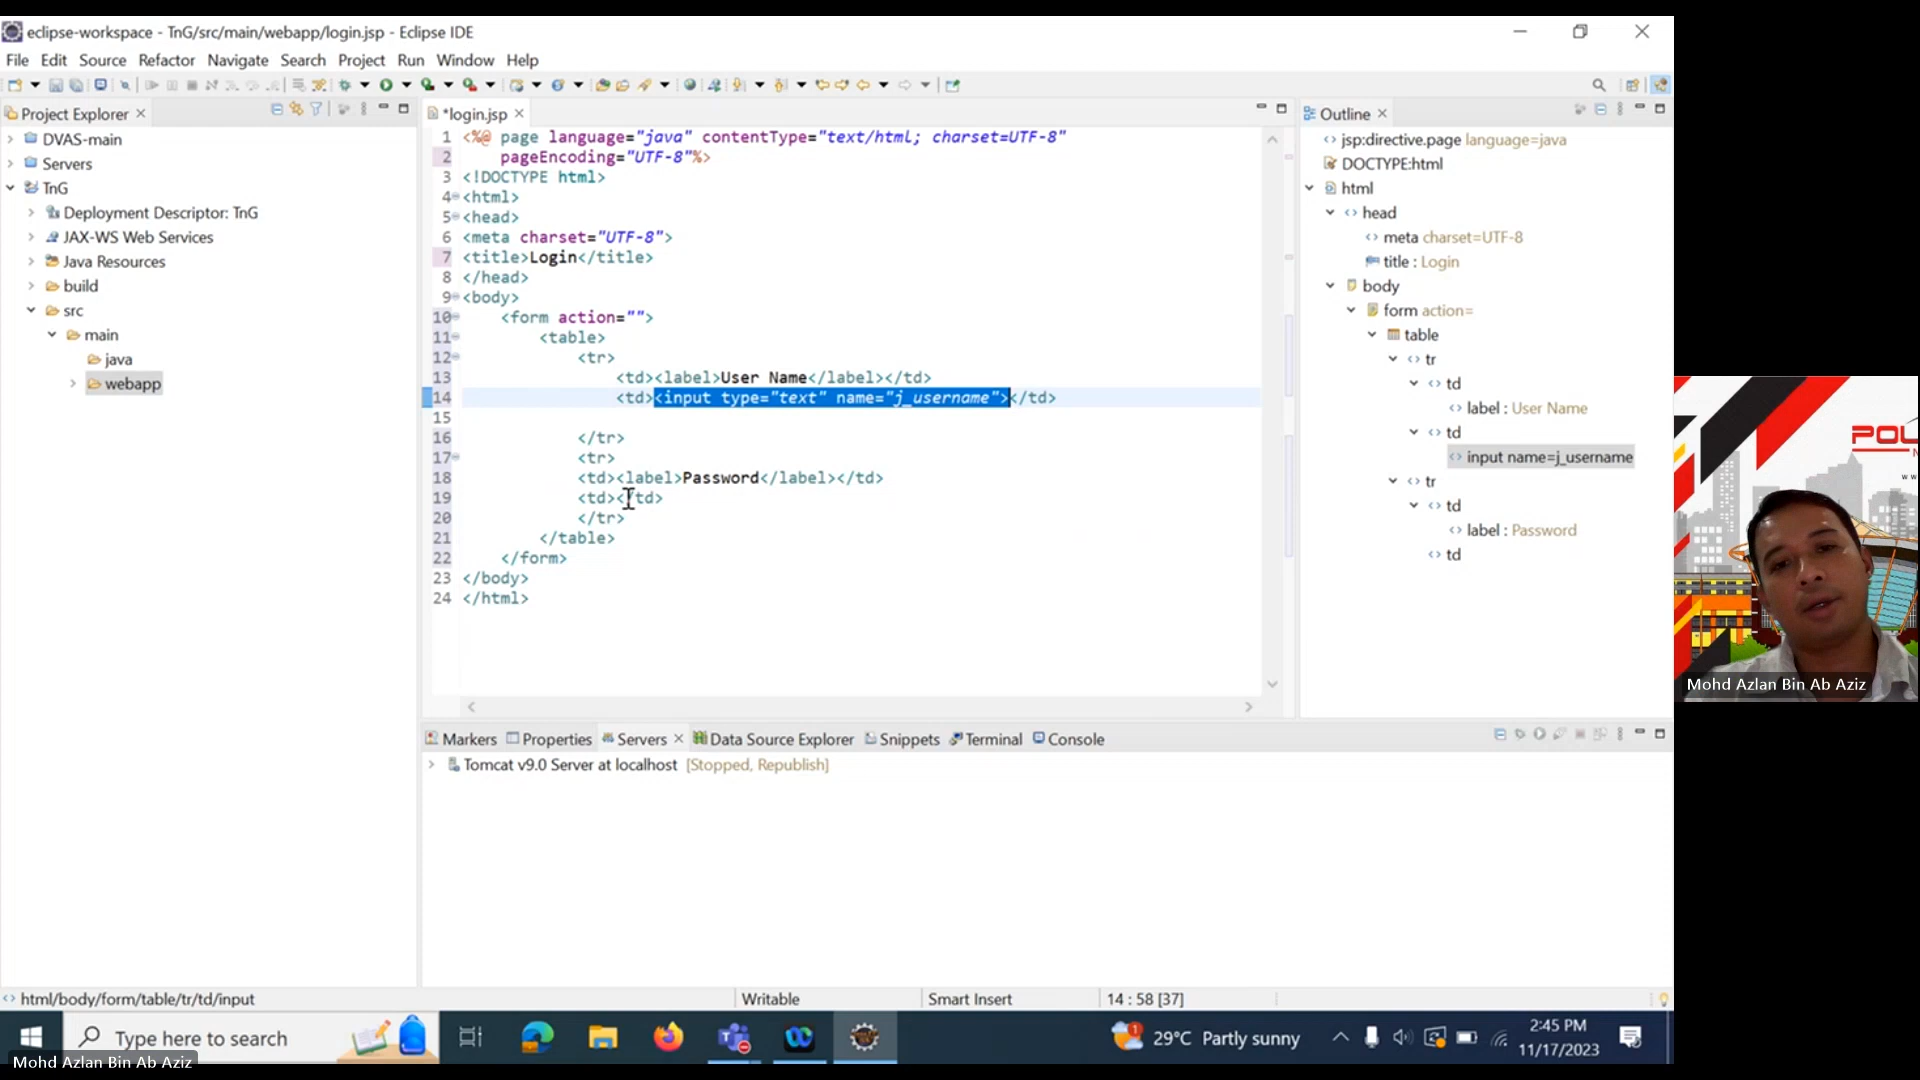 eclipse-workspace - TnG/src/main/webapp/login.jsp - Eclipse IDE
File Edit Source Refactor Navigate Search Project Run Window Help
Project Explorer
DVAS-main
Servers
TnG
Deployment Descriptor: TnG
JAX-WS Web Services
Java Resources
build
src
main
java
webapp
*login.jsp
1 <%@ page language="java" contentType="text/html; charset=UTF-8"
2 pageEncoding="UTF-8"%>
3 <!DOCTYPE html>
4 <html>
5 <head>
6 <meta charset="UTF-8">
7 <title>Login</title>
8 </head>
9 <body>
10 <form action="">
11 <table>
12 <tr>
13 <td><label>User Name</label></td>
14 <td><input type="text" name="j_username"></td>
15
16 </tr>
17 <tr>
18 <td><label>Password</label></td>
19 <td></td>
20 </tr>
21 </table>
22 </form>
23 </body>
24 </html>
Outline
jsp:directive.page language=java
DOCTYPE:html
html
head
meta charset=UTF-8
title : Login
body
form action=
table
tr
td
label : User Name
td
input name=j_username
tr
td
label : Password
td
POL
Mohd Azlan Bin Ab Aziz
Markers Properties Servers Data Source Explorer Snippets Terminal Console
Tomcat v9.0 Server at localhost [Stopped, Republish]
html/body/form/table/tr/td/input
Writable
Smart Insert
14 : 58 [37]
Type here to search
29°C Partly sunny
2:45 PM
11/17/2023
Mohd Azlan Bin Ab Aziz